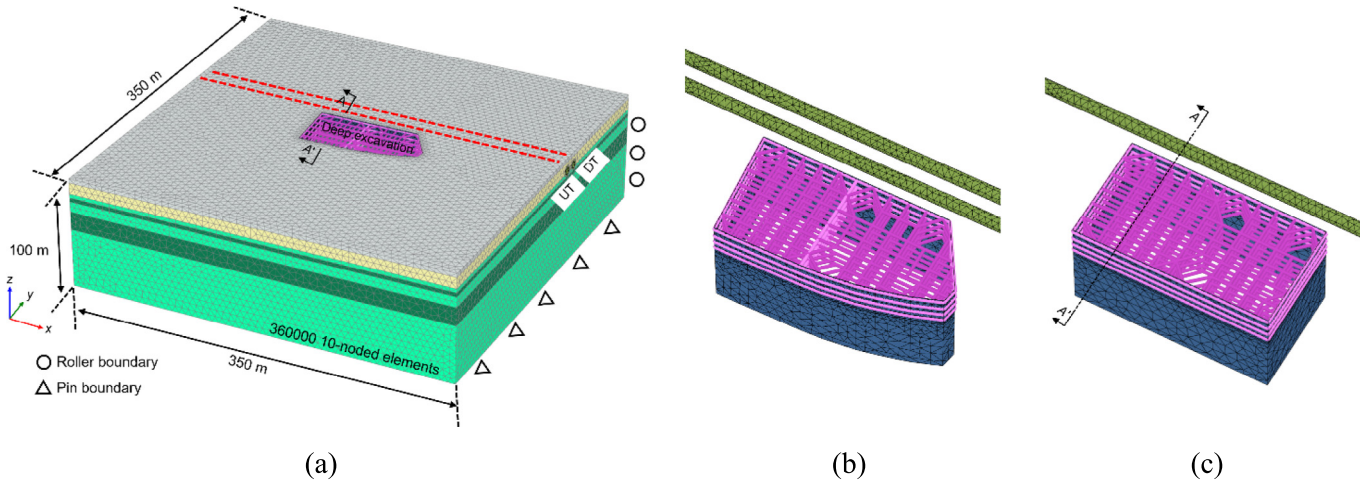 350 m
A
Deep excavation
A'
UT
DT
100 m
z
y
x
360000 10-noded elements
350 m
Roller boundary
Pin boundary
(a)
(b)
A
A'
(c)